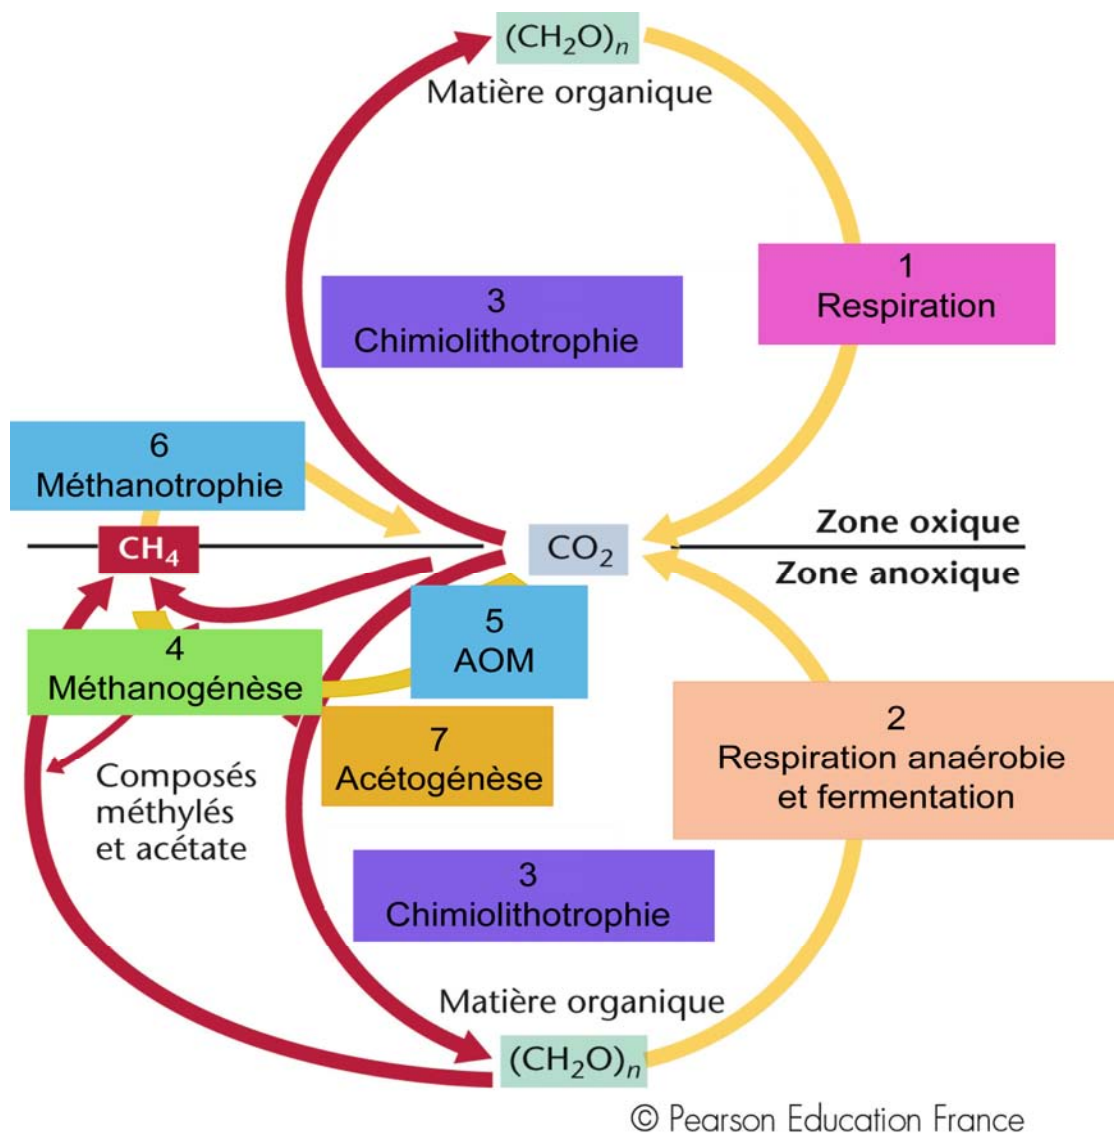 (CH₂O)ₙ
Matière organique
1
Respiration
3
Chimiolithotrophie
6
Méthanotrophie
Zone oxique
CH₄
CO₂
Zone anoxique
5
AOM
4
Méthanogénèse
7
Acétogénèse
2
Respiration anaérobie
et fermentation
Composés
méthylés
et acétate
3
Chimiolithotrophie
Matière organique
(CH₂O)ₙ
© Pearson Education France